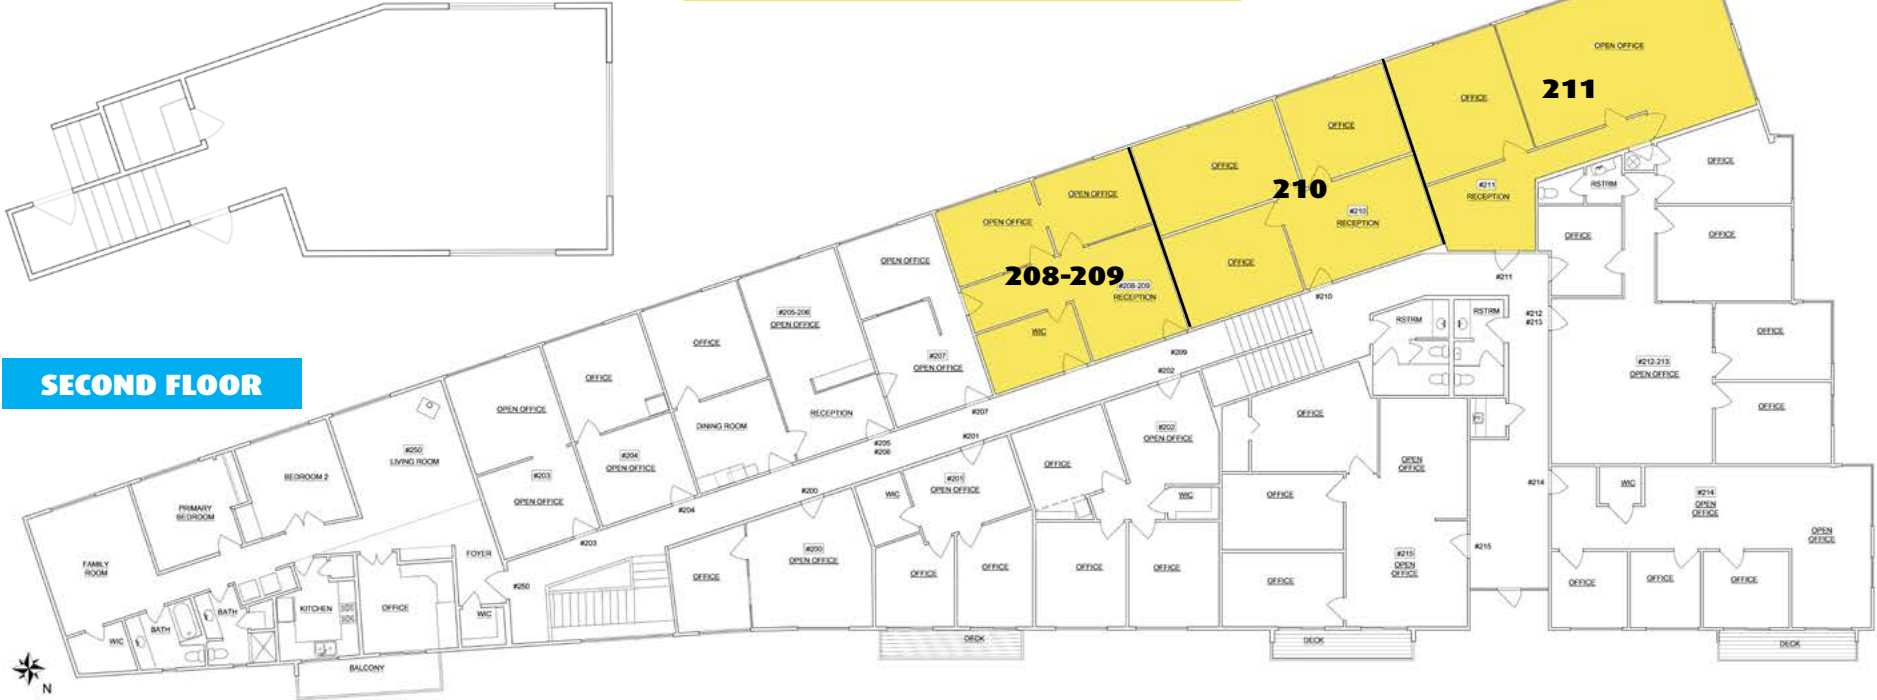 OPEN OFFICE
211
OFFICE
OFFICE
OFFICE
210
#211
RECEPTION
#210
RECEPTION
OFFICE
OPEN OFFICE
OPEN OFFICE
208-209
#208-209
RECEPTION
WIC
OFFICE
RSTRM
OFFICE
OFFICE
#211
#210
#212
#213
RSTRM
RSTRM
OFFICE
#212-213
OPEN OFFICE
OFFICE
OPEN OFFICE
#207
OPEN OFFICE
#205-206
OPEN OFFICE
RECEPTION
OFFICE
DINING ROOM
OFFICE
#204
OPEN OFFICE
OPEN OFFICE
#203
OPEN OFFICE
SECOND FLOOR
#250
LIVING ROOM
BEDROOM 2
PRIMARY
BEDROOM
FAMILY
ROOM
#209
#202
#207
#201
#205
#206
#200
#204
#203
#250
FOYER
WIC
OFFICE
KITCHEN
BATH
BATH
WIC
BALCONY
N
OFFICE
#200
OPEN OFFICE
WIC
#201
OPEN OFFICE
OFFICE
OFFICE
OFFICE
#202
OPEN OFFICE
WIC
OFFICE
OFFICE
DECK
OFFICE
OFFICE
OFFICE
OPEN
OFFICE
#215
OPEN
OFFICE
#215
#214
DECK
WIC
#214
OPEN
OFFICE
OPEN
OFFICE
OFFICE
OFFICE
OFFICE
DECK